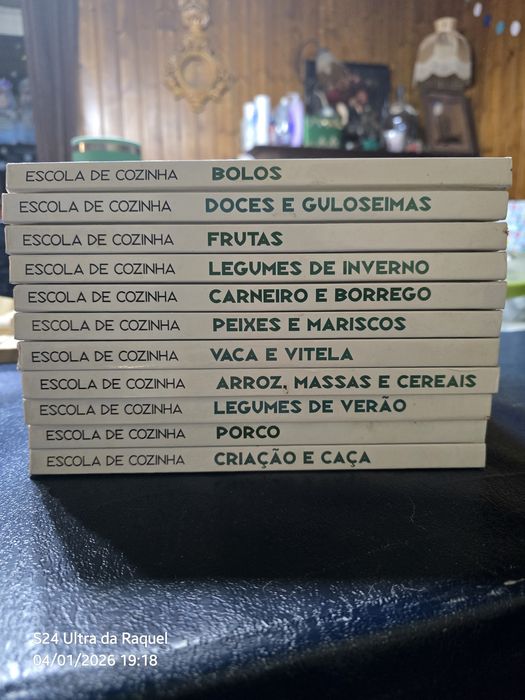 ESCOLA DE COZINHA BOLOS
ESCOLA DE COZINHA DOCES E GULOSEIMAS
ESCOLA DE COZINHA FRUTAS
ESCOLA DE COZINHA LEGUMES DE INVERNO
ESCOLA DE COZINHA CARNEIRO E BORREGO
ESCOLA DE COZINHA PEIXES E MARISCOS
ESCOLA DE COZINHA VACA E VITELA
ESCOLA DE COZINHA ARROZ, MASSAS E CEREAIS
ESCOLA DE COZINHA LEGUMES DE VERÃO
ESCOLA DE COZINHA PORCO
ESCOLA DE COZINHA CRIAÇÃO E CAÇA
S24 Ultra da Raquel
04/01/2026 19:18